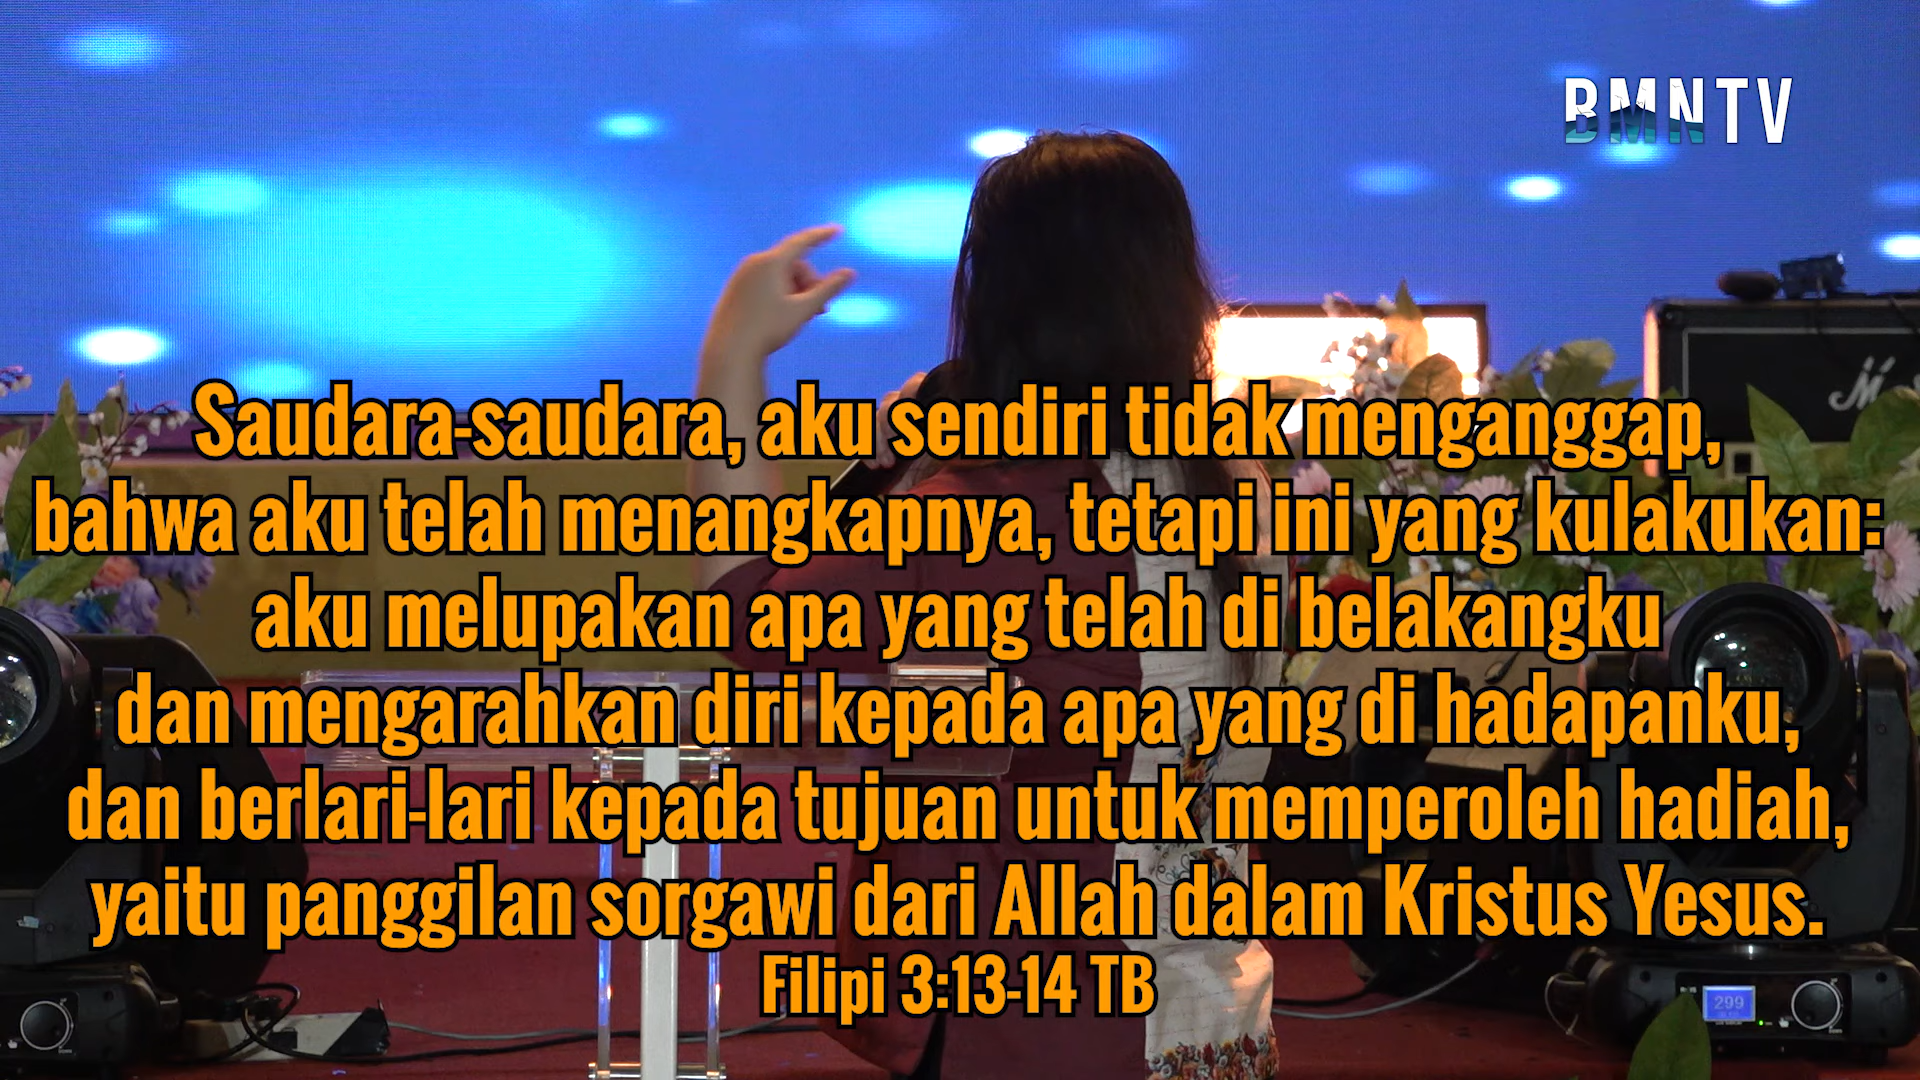 BMNTV
Saudara-saudara, aku sendiri tidak menganggap,
bahwa aku telah menangkapnya, tetapi ini yang kulakukan:
aku melupakan apa yang telah di belakangku
dan mengarahkan diri kepada apa yang di hadapanku,
dan berlari-lari kepada tujuan untuk memperoleh hadiah,
yaitu panggilan sorgawi dari Allah dalam Kristus Yesus.
Filipi 3:13-14 TB
299